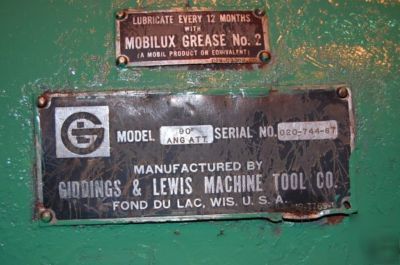 LUBRICATE EVERY 12 MONTHS
WITH
MOBILUX GREASE No. 2
(A MOBIL PRODUCT OR EQUIVALENT)
MODEL 90° ANG ATT. SERIAL NO. 020-744-67
MANUFACTURED BY
GIDDINGS & LEWIS MACHINE TOOL CO.
FOND DU LAC, WIS. U. S. A.